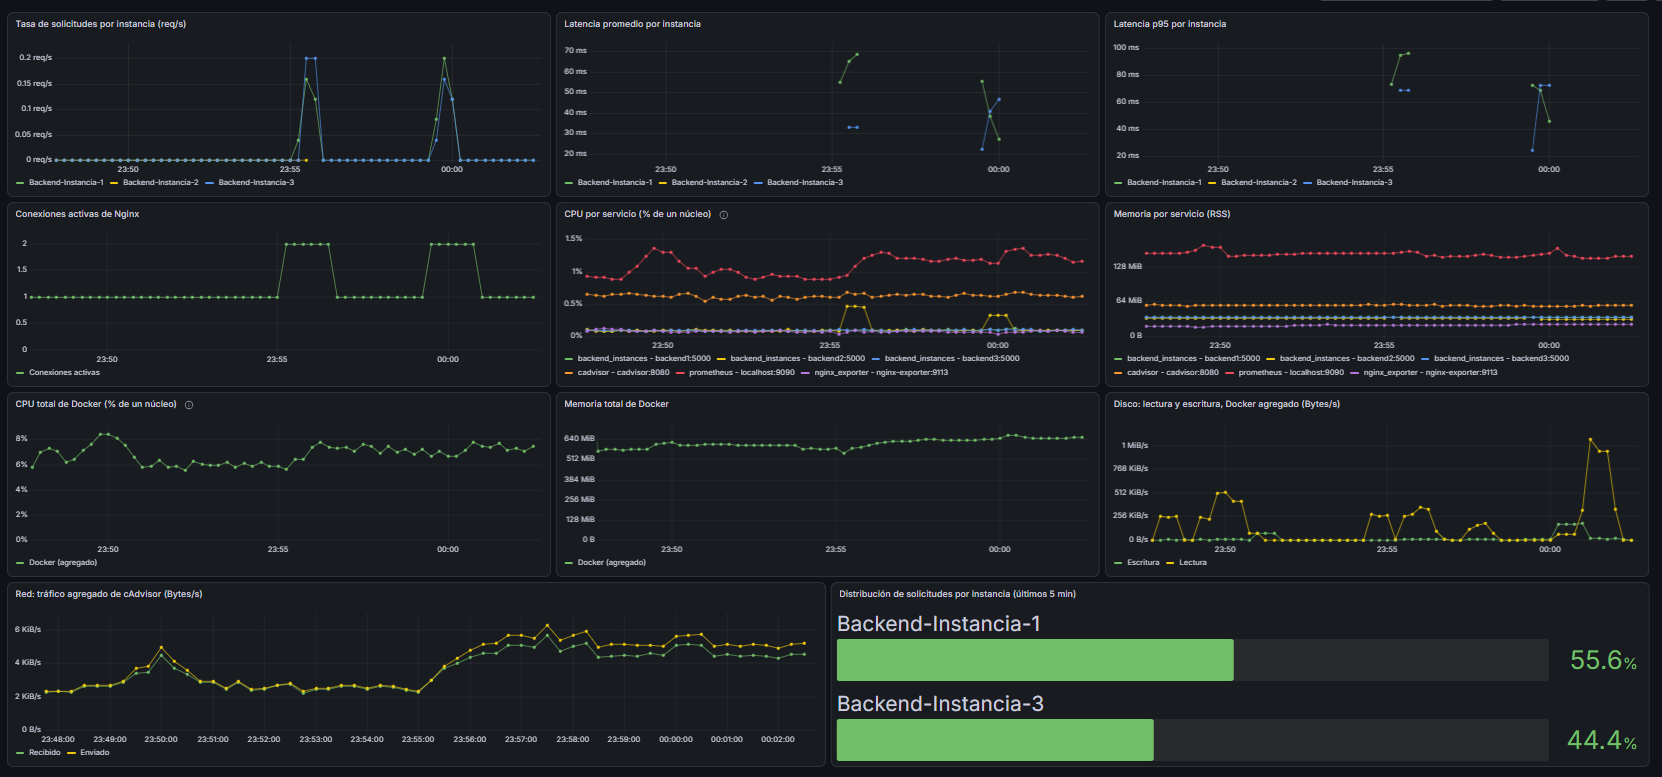 Tasa de solicitudes por instancia (req/s)
0.2 req/s
0.15 req/s
0.1 req/s
0.05 req/s
0 req/s
23:50 23:55 00:00
Backend-Instancia-1 Backend-Instancia-2 Backend-Instancia-3
Latencia promedio por instancia
70 ms
60 ms
50 ms
40 ms
30 ms
20 ms
23:50 23:55 00:00
Backend-Instancia-1 Backend-Instancia-2 Backend-Instancia-3
Latencia p95 por instancia
100 ms
80 ms
60 ms
40 ms
20 ms
23:50 23:55 00:00
Backend-Instancia-1 Backend-Instancia-2 Backend-Instancia-3
Conexiones activas de Nginx
2
1.5
1
0.5
0
23:50 23:55 00:00
Conexiones activas
CPU por servicio (% de un núcleo)
1.5%
1%
0.5%
0%
23:50 23:55 00:00
backend_instances - backend1:5000 backend_instances - backend2:5000 backend_instances - backend3:5000
cadvisor - cadvisor:8080 prometheus - localhost:9090 nginx_exporter - nginx-exporter:9113
Memoria por servicio (RSS)
128 MiB
64 MiB
0 B
23:50 23:55 00:00
backend_instances - backend1:5000 backend_instances - backend2:5000 backend_instances - backend3:5000
cadvisor - cadvisor:8080 prometheus - localhost:9090 nginx_exporter - nginx-exporter:9113
CPU total de Docker (% de un núcleo)
8%
6%
4%
2%
0%
23:50 23:55 00:00
Docker (agregado)
Memoria total de Docker
640 MiB
512 MiB
384 MiB
256 MiB
128 MiB
0 B
23:50 23:55 00:00
Docker (agregado)
Disco: lectura y escritura, Docker agregado (Bytes/s)
1 MiB/s
768 KiB/s
512 KiB/s
256 KiB/s
0 B/s
23:50 23:55 00:00
Escritura Lectura
Red: tráfico agregado de cAdvisor (Bytes/s)
6 KiB/s
4 KiB/s
2 KiB/s
0 B/s
23:48:00 23:49:00 23:50:00 23:51:00 23:52:00 23:53:00 23:54:00 23:55:00 23:56:00 23:57:00 23:58:00 23:59:00 00:00:00 00:01:00 00:02:00
Recibido Enviado
Distribución de solicitudes por instancia (últimos 5 min)
Backend-Instancia-1
55.6%
Backend-Instancia-3
44.4%